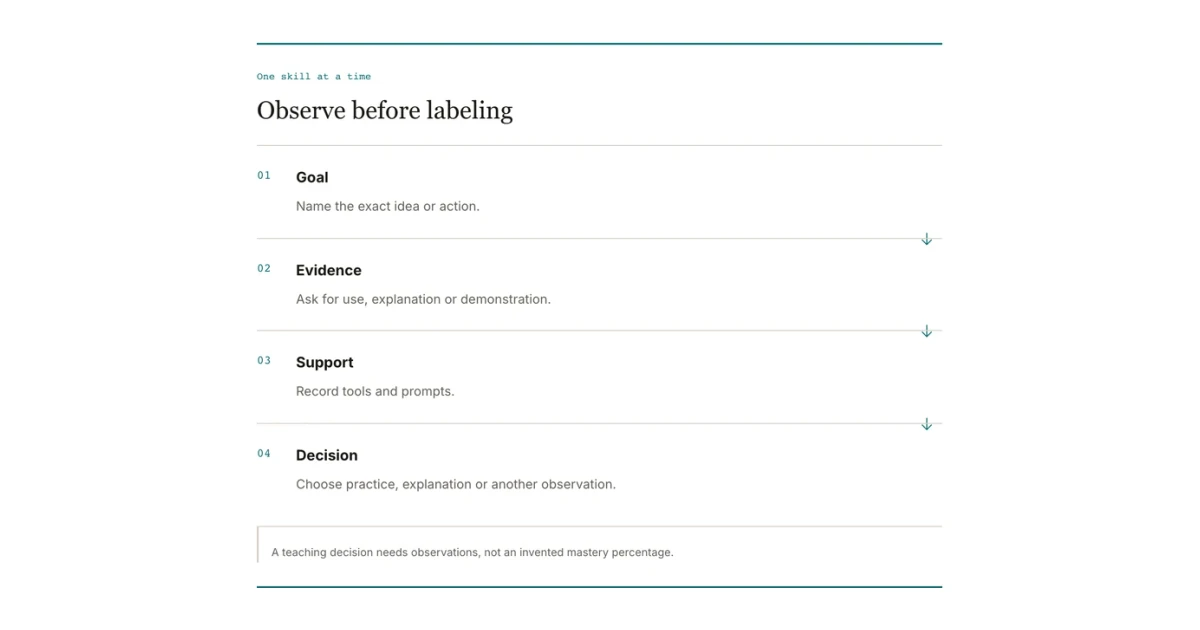 One skill at a time
Observe before labeling
01
Goal
Name the exact idea or action.
02
Evidence
Ask for use, explanation or demonstration.
03
Support
Record tools and prompts.
04
Decision
Choose practice, explanation or another observation.
A teaching decision needs observations, not an invented mastery percentage.